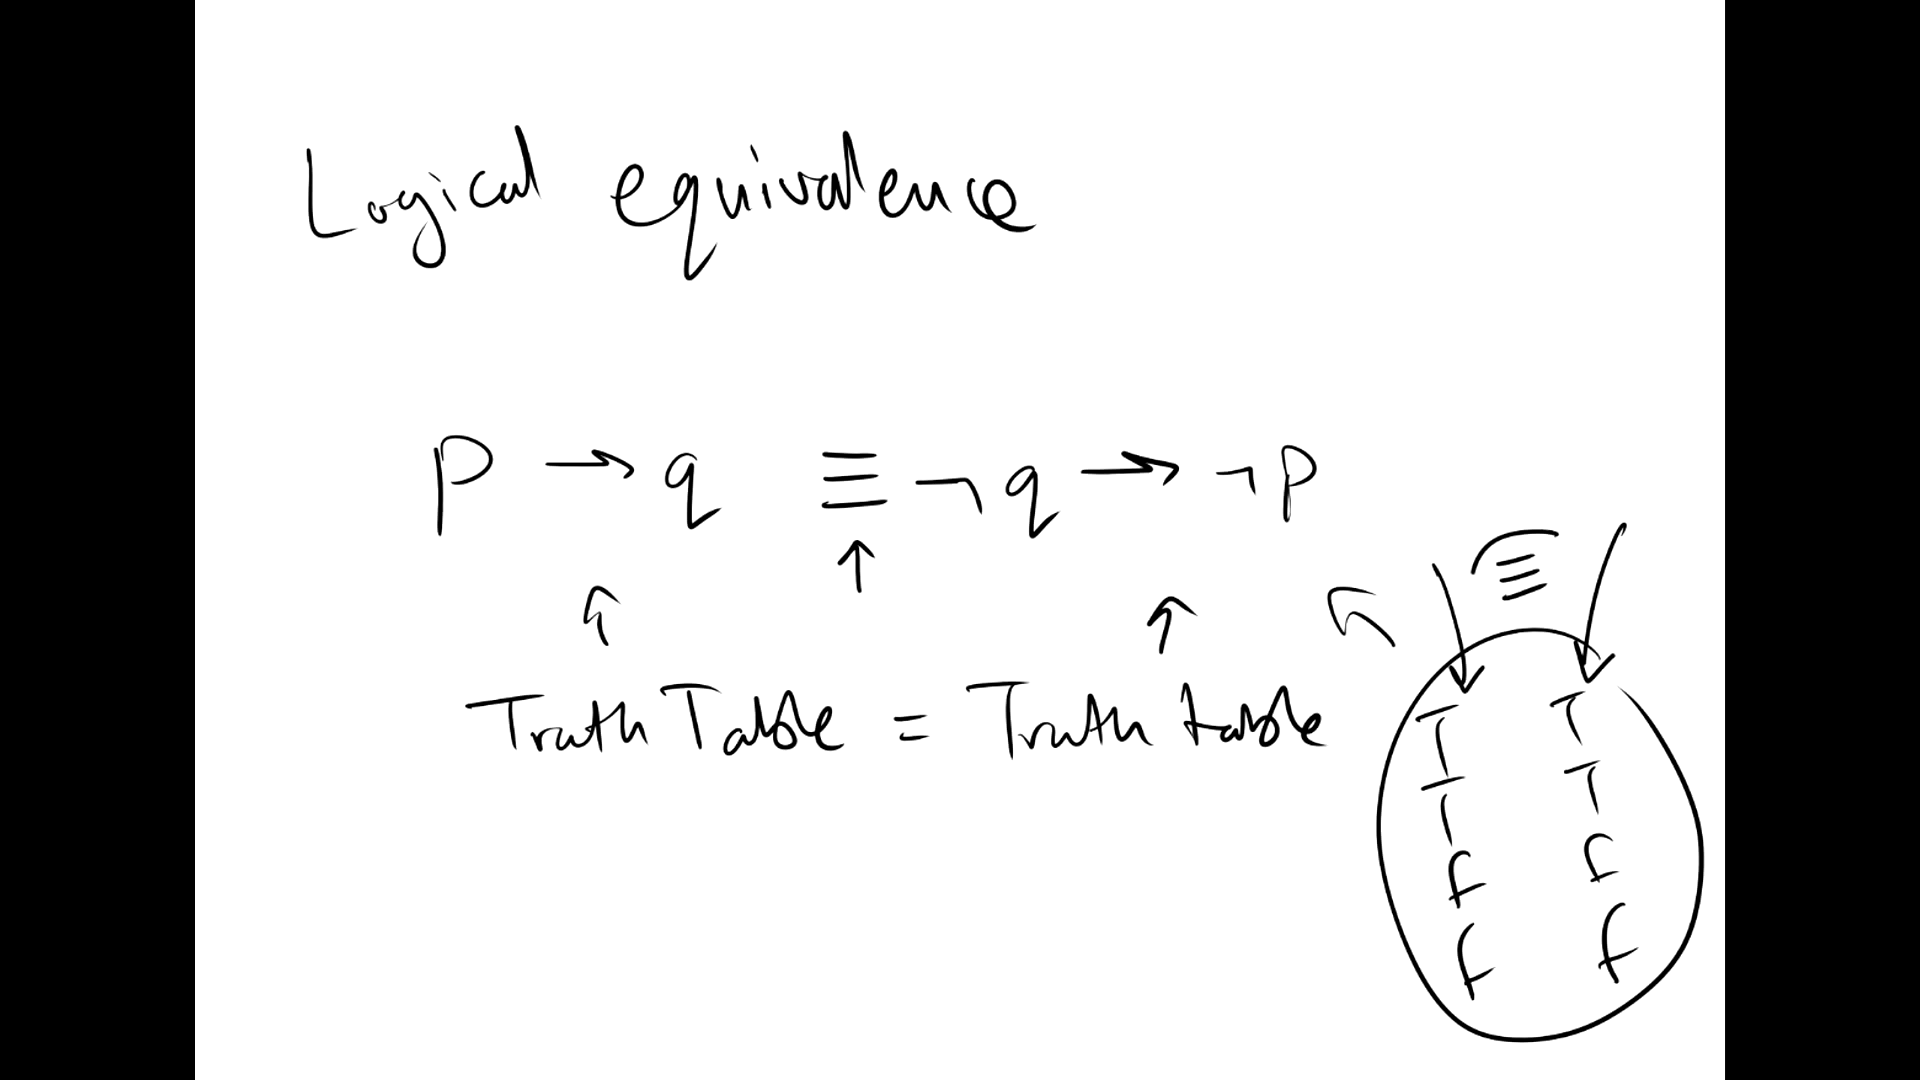 Logical equivalence
p → q ≡ ¬q → ¬p
≡
Truth Table = Truth table
T T
T T
F F
F F